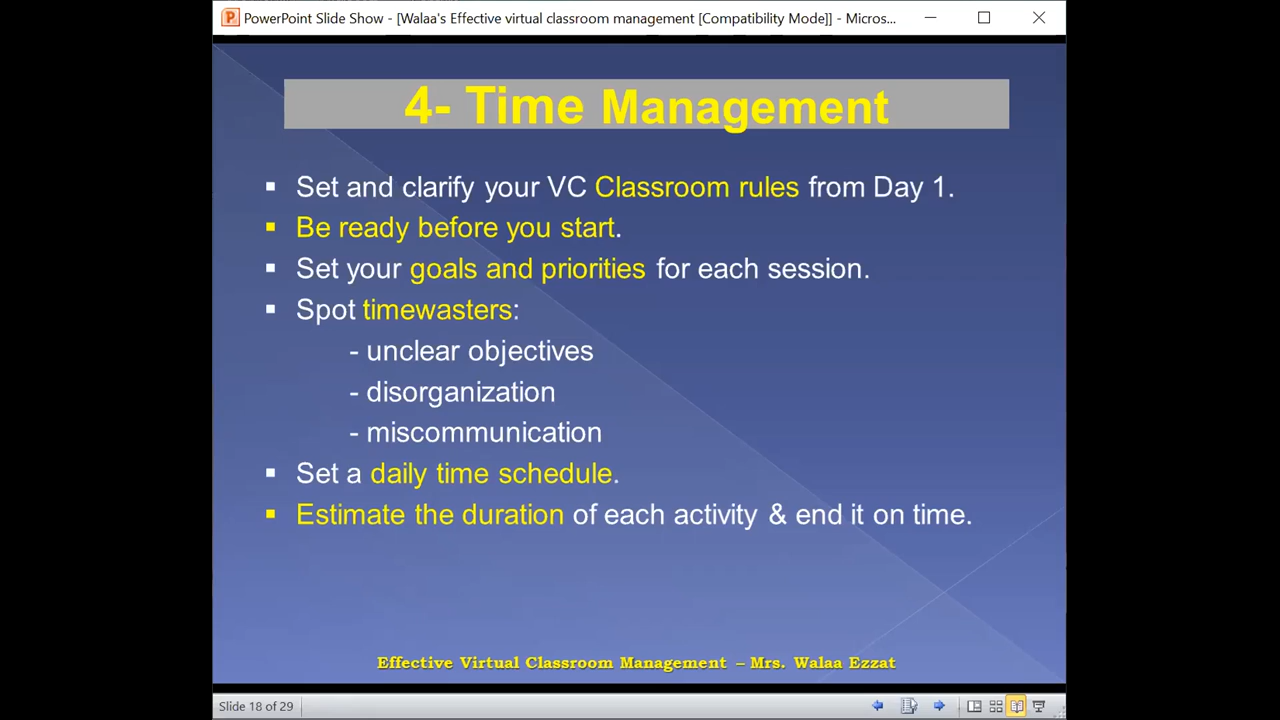 PowerPoint Slide Show - [Walaa's Effective virtual classroom management [Compatibility Mode]] - Micros...
4- Time Management
▪ Set and clarify your VC Classroom rules from Day 1.
▪ Be ready before you start.
▪ Set your goals and priorities for each session.
▪ Spot timewasters:
- unclear objectives
- disorganization
- miscommunication
▪ Set a daily time schedule.
▪ Estimate the duration of each activity & end it on time.
Effective Virtual Classroom Management – Mrs. Walaa Ezzat
Slide 18 of 29